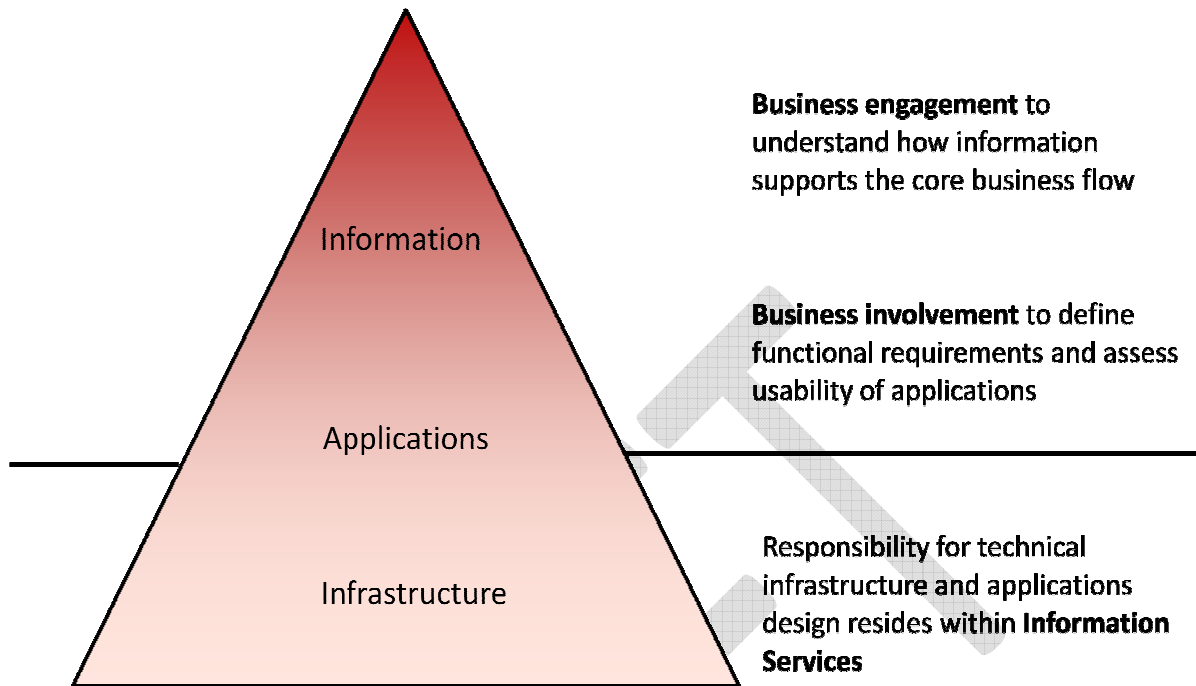 Business engagement to
understand how information
supports the core business flow
Information
Business involvement to define
functional requirements and assess
usability of applications
Applications
Responsibility for technical
infrastructure and applications
design resides within Information
Services
Infrastructure